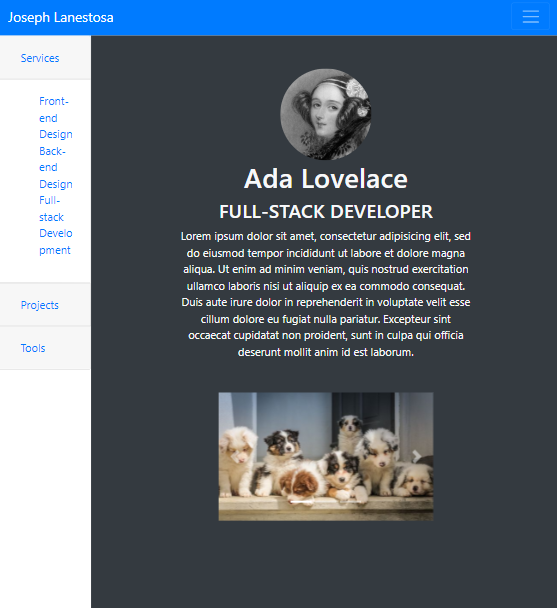 Joseph Lanestosa
Services
Front-
end
Design
Back-
end
Design
Full-
stack
Develo
pment
Projects
Tools
Ada Lovelace
FULL-STACK DEVELOPER
Lorem ipsum dolor sit amet, consectetur adipisicing elit, sed
do eiusmod tempor incididunt ut labore et dolore magna
aliqua. Ut enim ad minim veniam, quis nostrud exercitation
ullamco laboris nisi ut aliquip ex ea commodo consequat.
Duis aute irure dolor in reprehenderit in voluptate velit esse
cillum dolore eu fugiat nulla pariatur. Excepteur sint
occaecat cupidatat non proident, sunt in culpa qui officia
deserunt mollit anim id est laborum.